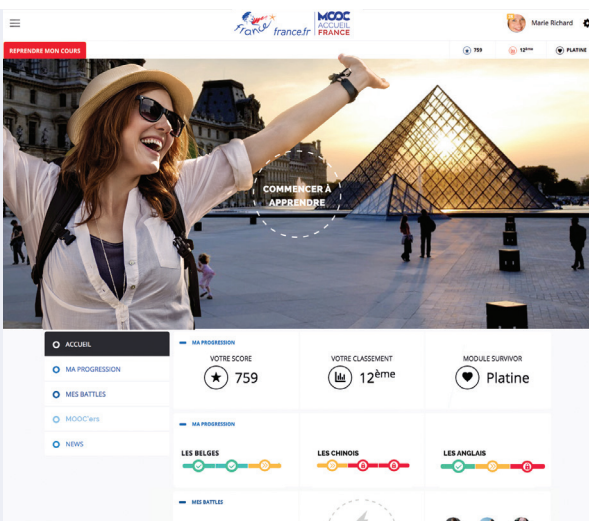 France
france.fr
MOOC
ACCUEIL
FRANCE
Marie Richard
REPRENDRE MON COURS
759
12ème
PLATINE
COMMENCER À
APPRENDRE
ACCUEIL
MA PROGRESSION
MES BATTLES
MOOC'ers
NEWS
MA PROGRESSION
VOTRE SCORE
759
VOTRE CLASSEMENT
12ème
MODULE SURVIVOR
Platine
MA PROGRESSION
LES BELGES
LES CHINOIS
LES ANGLAIS
MES BATTLES